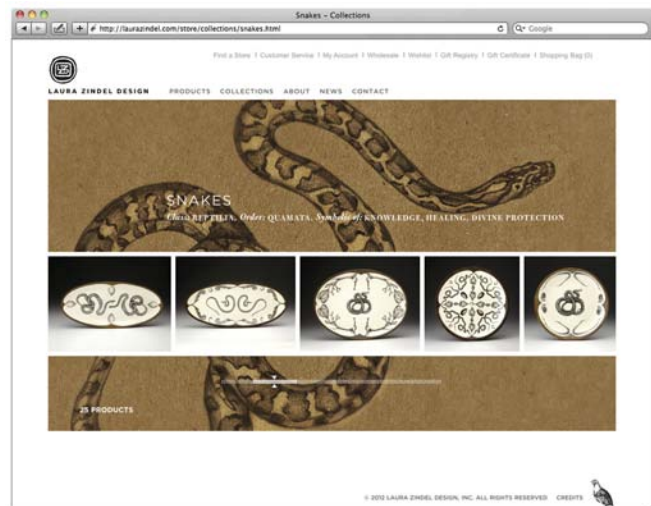 Snakes – Collections
http://laurazindel.com/store/collections/snakes.html
Google
Find a Store | Customer Service | My Account | Wholesale | Wishlist | Gift Registry | Gift Certificate | Shopping Bag (0)
LAURA ZINDEL DESIGN PRODUCTS COLLECTIONS ABOUT NEWS CONTACT
SNAKES
Class: REPTILIA, Order: QUAMATA, Symbolic of: KNOWLEDGE, HEALING, DIVINE PROTECTION
25 PRODUCTS
© 2012 LAURA ZINDEL DESIGN, INC. ALL RIGHTS RESERVED CREDITS